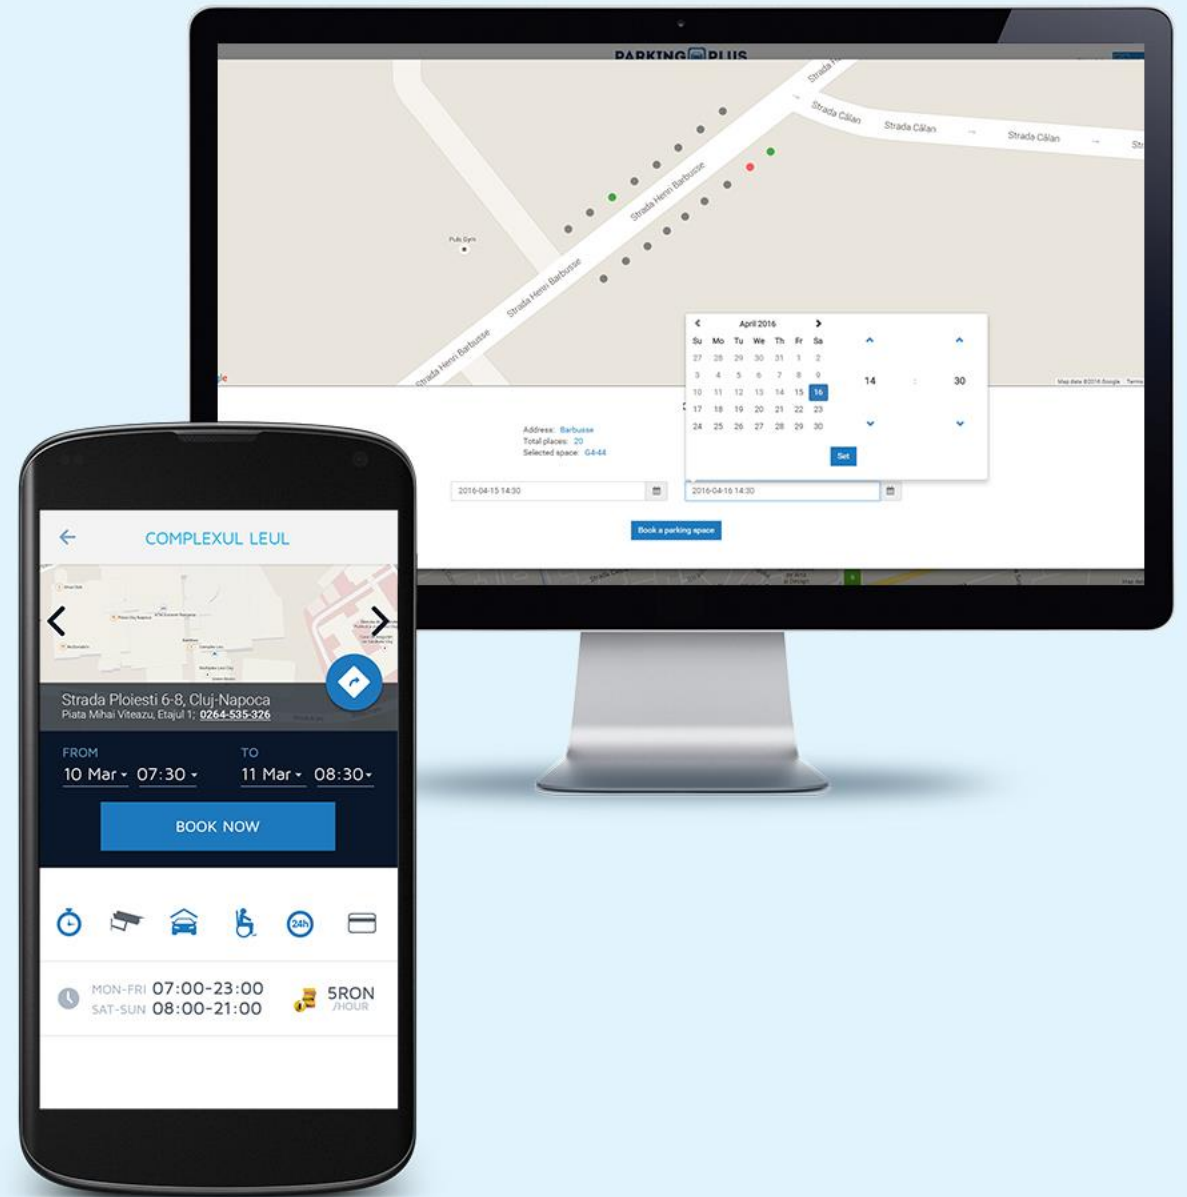 PARKING PLUS
Strada Călan
Strada Călan
Strada Călan
Strada Henri Barbusse
Strada Henri Barbusse
Strada Henri Barbusse
Puls Gym
Map data ©2016 Google Terms
April 2016
Su Mo Tu We Th Fr Sa
27 28 29 30 31 1 2
3 4 5 6 7 8 9
10 11 12 13 14 15 16
17 18 19 20 21 22 23
24 25 26 27 28 29 30
14 : 30
Set
Address: Barbusse
Total places: 20
Selected space: G4-44
2016-04-15 14:30
2016-04-16 14:30
Book a parking space
COMPLEXUL LEUL
Strada Ploiesti 6-8, Cluj-Napoca
Piata Mihai Viteazu, Etajul 1; 0264-535-326
FROM TO
10 Mar 07:30 11 Mar 08:30
BOOK NOW
24h
MON-FRI 07:00-23:00
SAT-SUN 08:00-21:00
5RON
/HOUR